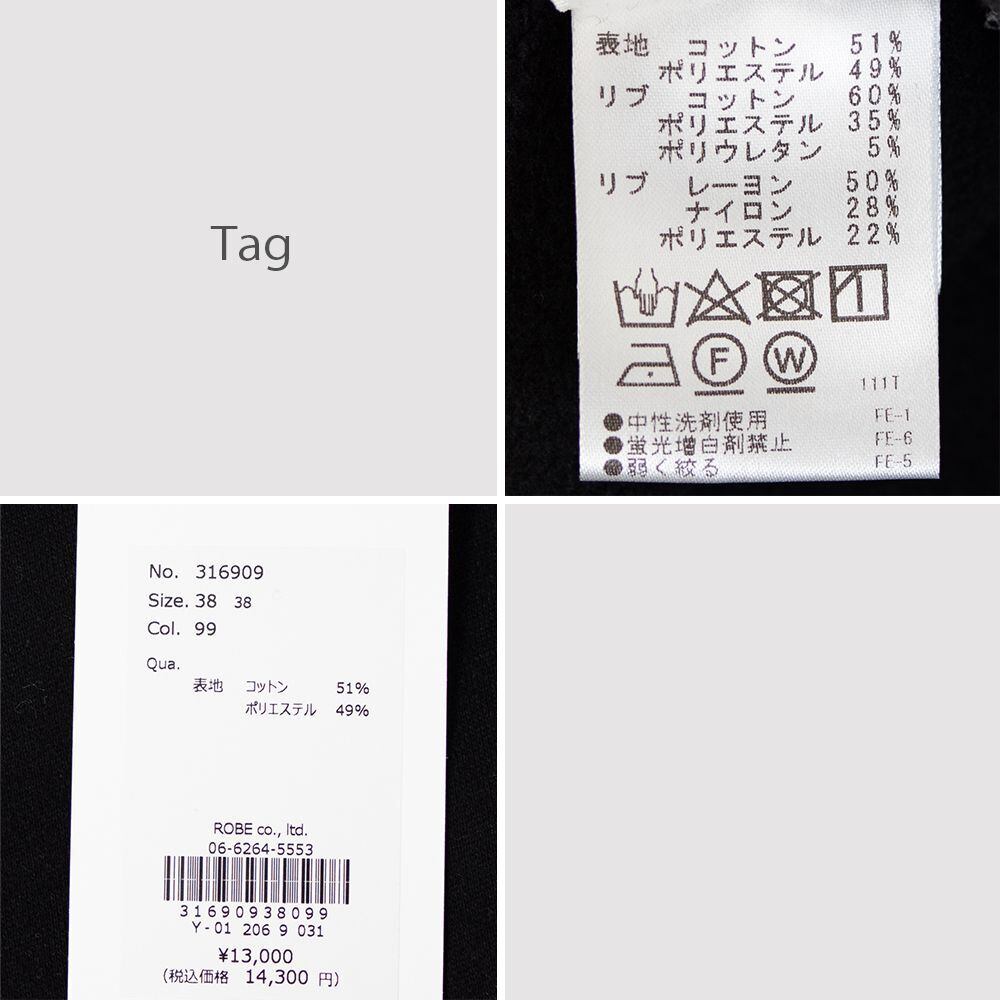 Tag
表地 コットン 51%
ポリエステル 49%
リブ コットン 60%
ポリエステル 35%
ポリウレタン 5%
リブ レーヨン 50%
ナイロン 28%
ポリエステル 22%
F W
111T
●中性洗剤使用 FE-1
●蛍光増白剤禁止 FE-6
●弱く絞る FE-5
No. 316909
Size. 38 38
Col. 99
Qua.
表地 コットン 51%
ポリエステル 49%
ROBE co., ltd.
06-6264-5553
31690938099
Y-01 206 9 031
¥13,000
(税込価格 14,300 円)